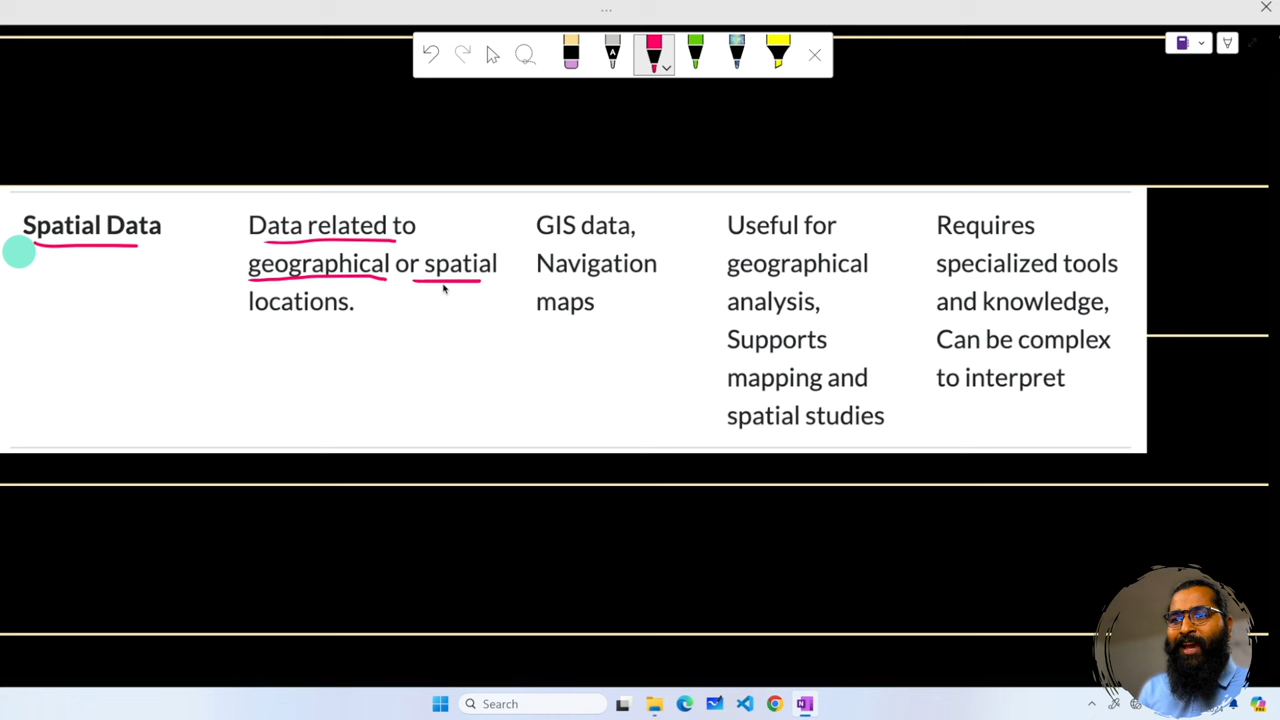 Spatial Data
Data related to
geographical or spatial
locations.
GIS data,
Navigation
maps
Useful for
geographical
analysis,
Supports
mapping and
spatial studies
Requires
specialized tools
and knowledge,
Can be complex
to interpret
A
Search